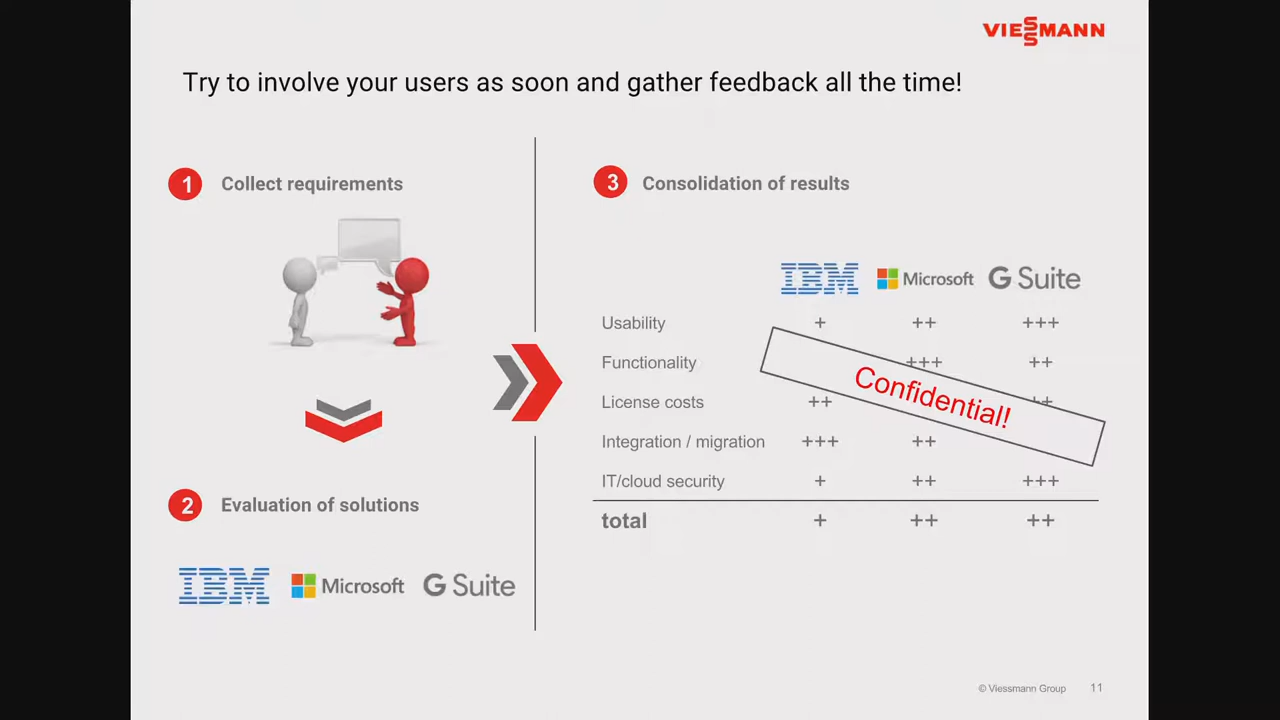 VIESSMANN
Try to involve your users as soon and gather feedback all the time!
1 Collect requirements
2 Evaluation of solutions
IBM Microsoft G Suite
3 Consolidation of results
IBM Microsoft G Suite
Usability + ++ +++
Functionality +++ ++
License costs ++ ++
Integration / migration +++ ++
IT/cloud security + ++ +++
total + ++ ++
Confidential!
© Viessmann Group 11